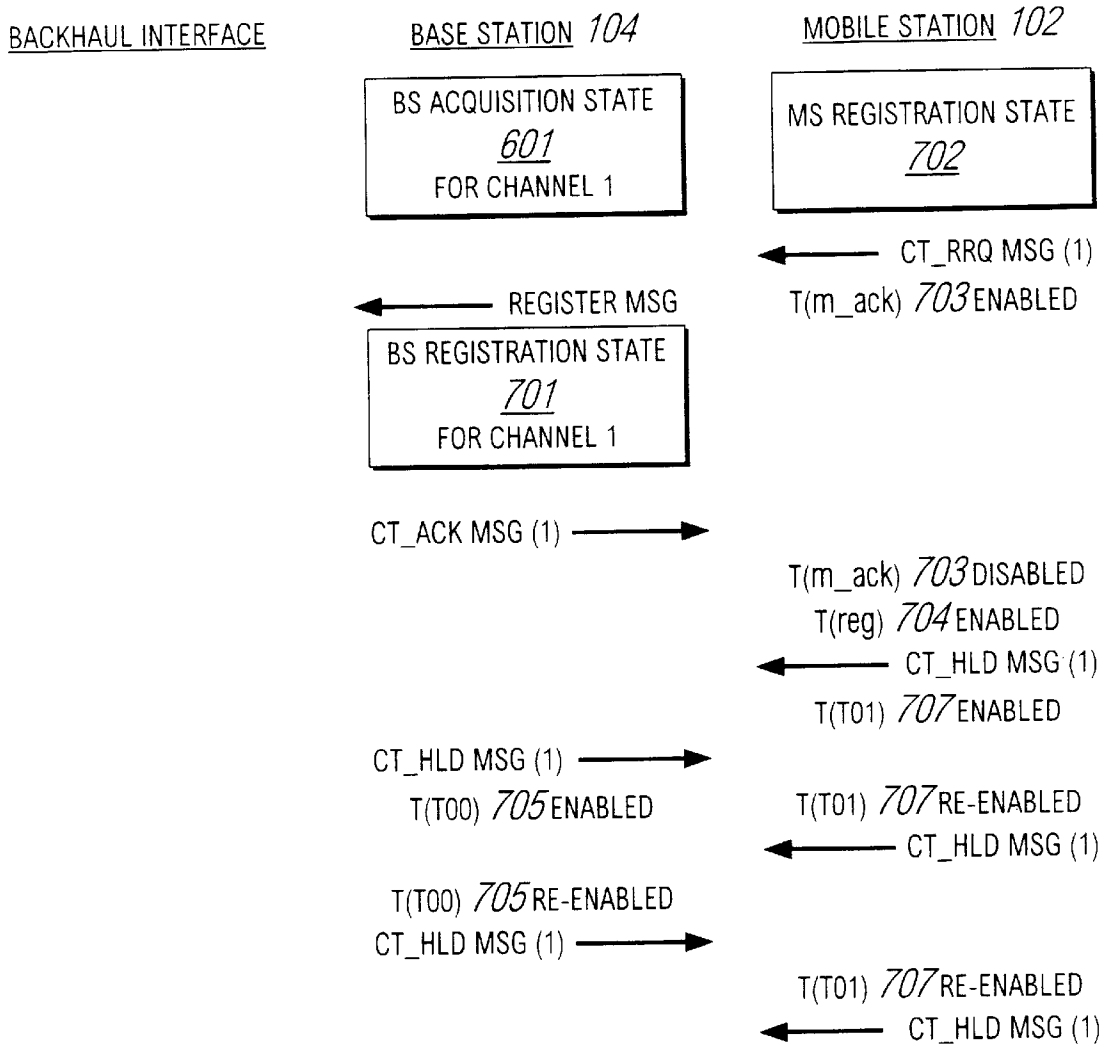 BACKHAUL INTERFACE BASE STATION 104 MOBILE STATION 102
BS ACQUISITION STATE
601
FOR CHANNEL 1
MS REGISTRATION STATE
702
CT_RRQ MSG (1)
REGISTER MSG T(m_ack) 703 ENABLED
BS REGISTRATION STATE
701
FOR CHANNEL 1
CT_ACK MSG (1)
T(m_ack) 703 DISABLED
T(reg) 704 ENABLED
CT_HLD MSG (1)
T(T01) 707 ENABLED
CT_HLD MSG (1)
T(T00) 705 ENABLED T(T01) 707 RE-ENABLED
CT_HLD MSG (1)
T(T00) 705 RE-ENABLED
CT_HLD MSG (1)
T(T01) 707 RE-ENABLED
CT_HLD MSG (1)